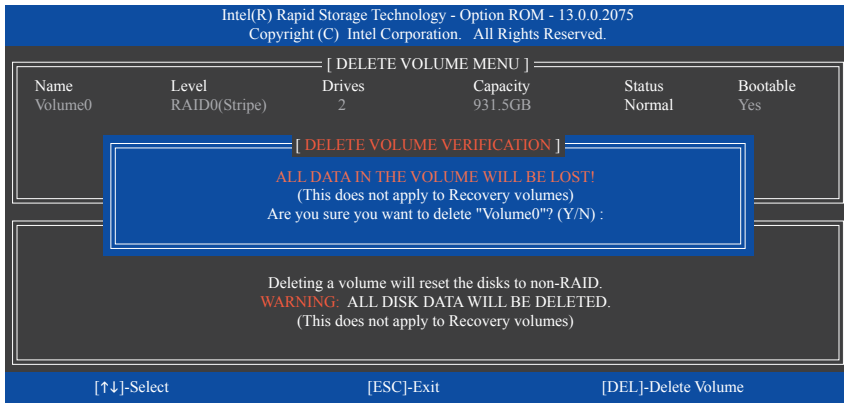 Intel(R) Rapid Storage Technology - Option ROM - 13.0.0.2075
Copyright (C) Intel Corporation. All Rights Reserved.
[ DELETE VOLUME MENU ]
Name Level Drives Capacity Status Bootable
Volume0 RAID0(Stripe) 2 931.5GB Normal Yes
[ DELETE VOLUME VERIFICATION ]
ALL DATA IN THE VOLUME WILL BE LOST!
(This does not apply to Recovery volumes)
Are you sure you want to delete "Volume0"? (Y/N) :
Deleting a volume will reset the disks to non-RAID.
WARNING: ALL DISK DATA WILL BE DELETED.
(This does not apply to Recovery volumes)
[↑↓]-Select [ESC]-Exit [DEL]-Delete Volume